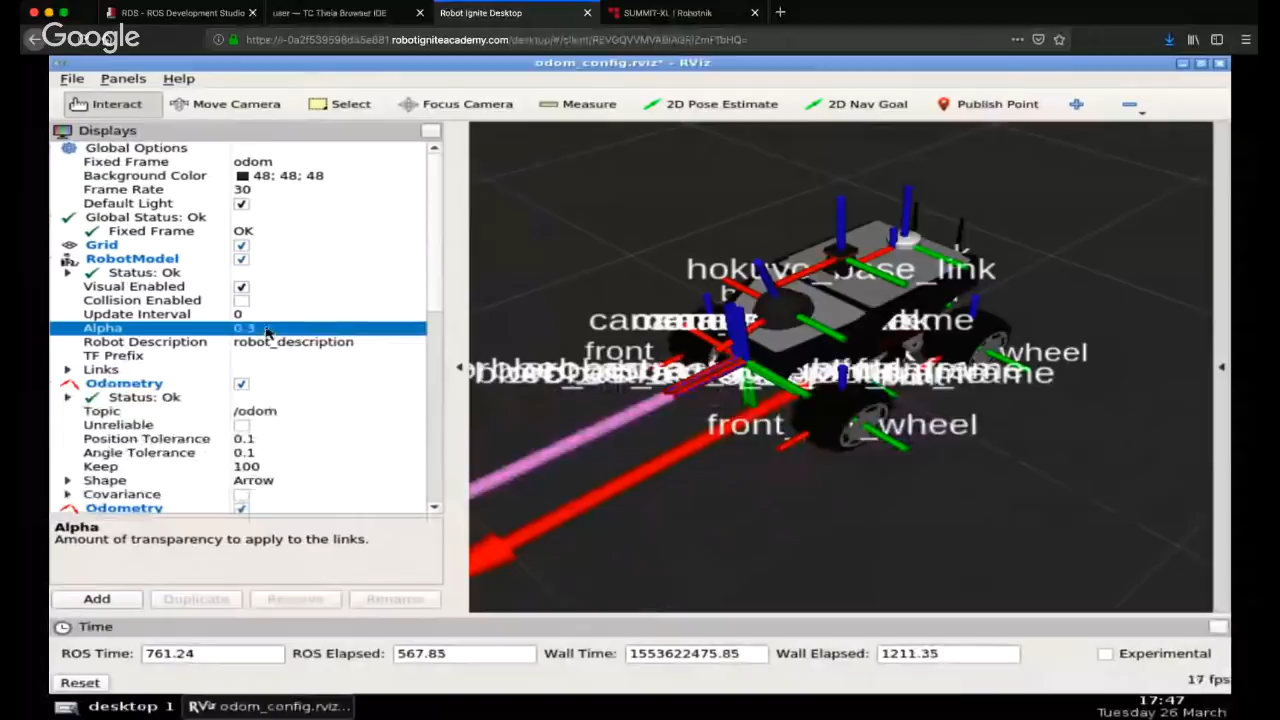 RDS - ROS Development Studio
user — TC Theia Browser IDE
Robot Ignite Desktop
SUMMIT-XL | Robotnik
Google
robotigniteacademy.com
odom_config.rviz* - RViz
File Panels Help
Interact
Move Camera
Select
Focus Camera
Measure
2D Pose Estimate
2D Nav Goal
Publish Point
Displays
Global Options
Fixed Frame odom
Background Color 48; 48; 48
Frame Rate 30
Default Light
Global Status: Ok
Fixed Frame OK
Grid
RobotModel
Status: Ok
Visual Enabled
Collision Enabled
Update Interval 0
Alpha 0.3
Robot Description robot_description
TF Prefix
Links
Odometry
Status: Ok
Topic /odom
Unreliable
Position Tolerance 0.1
Angle Tolerance 0.1
Keep 100
Shape Arrow
Covariance
Odometry
hokuyo_base_link
front
wheel
front_
_wheel
Alpha
Amount of transparency to apply to the links.
Add
Duplicate
Remove
Rename
Time
ROS Time: 761.24
ROS Elapsed: 567.85
Wall Time: 1553622475.85
Wall Elapsed: 1211.35
Experimental
Reset
17 fps
desktop 1
RViz odom_config.rviz...
17:47
Tuesday 26 March